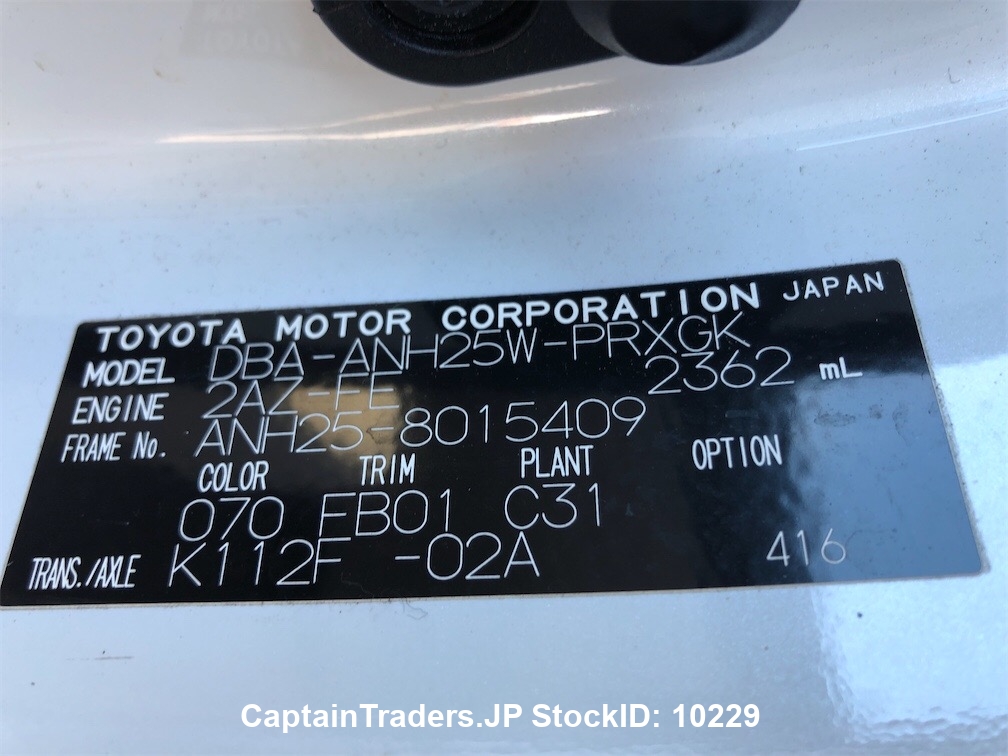 TOYOTA MOTOR CORPORATION JAPAN
MODEL DBA-ANH25W-PRXGK
ENGINE 2AZ-FE 2362 mL
FRAME No. ANH25-8015409
COLOR TRIM PLANT OPTION
070 FB01 C31
TRANS./AXLE K112F -02A 416
CaptainTraders.JP StockID: 10229